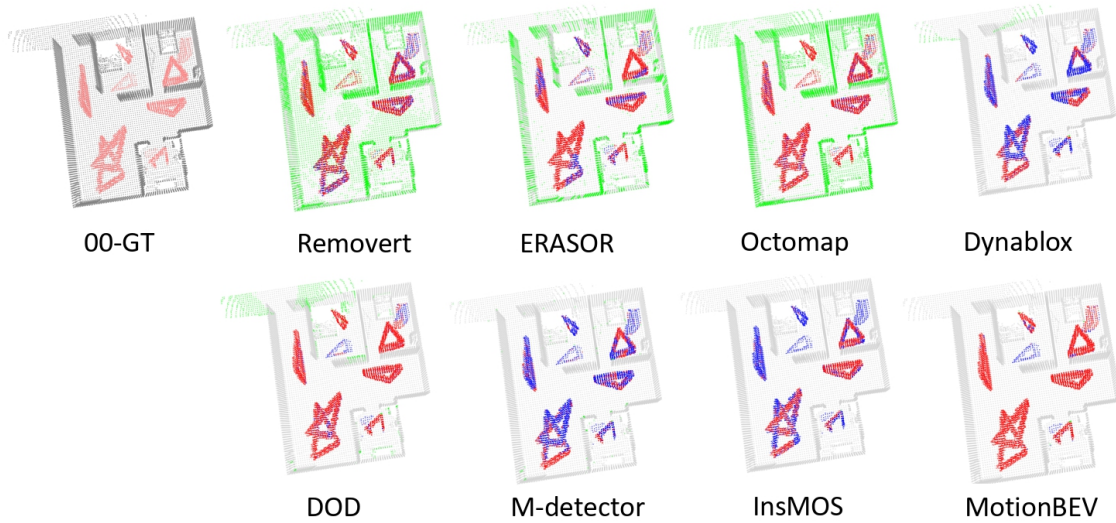 00-GT Removert ERASOR Octomap Dynablox
DOD M-detector InsMOS MotionBEV